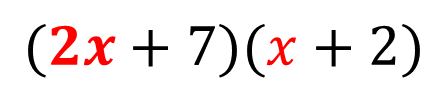 (2x + 7)(x + 2)